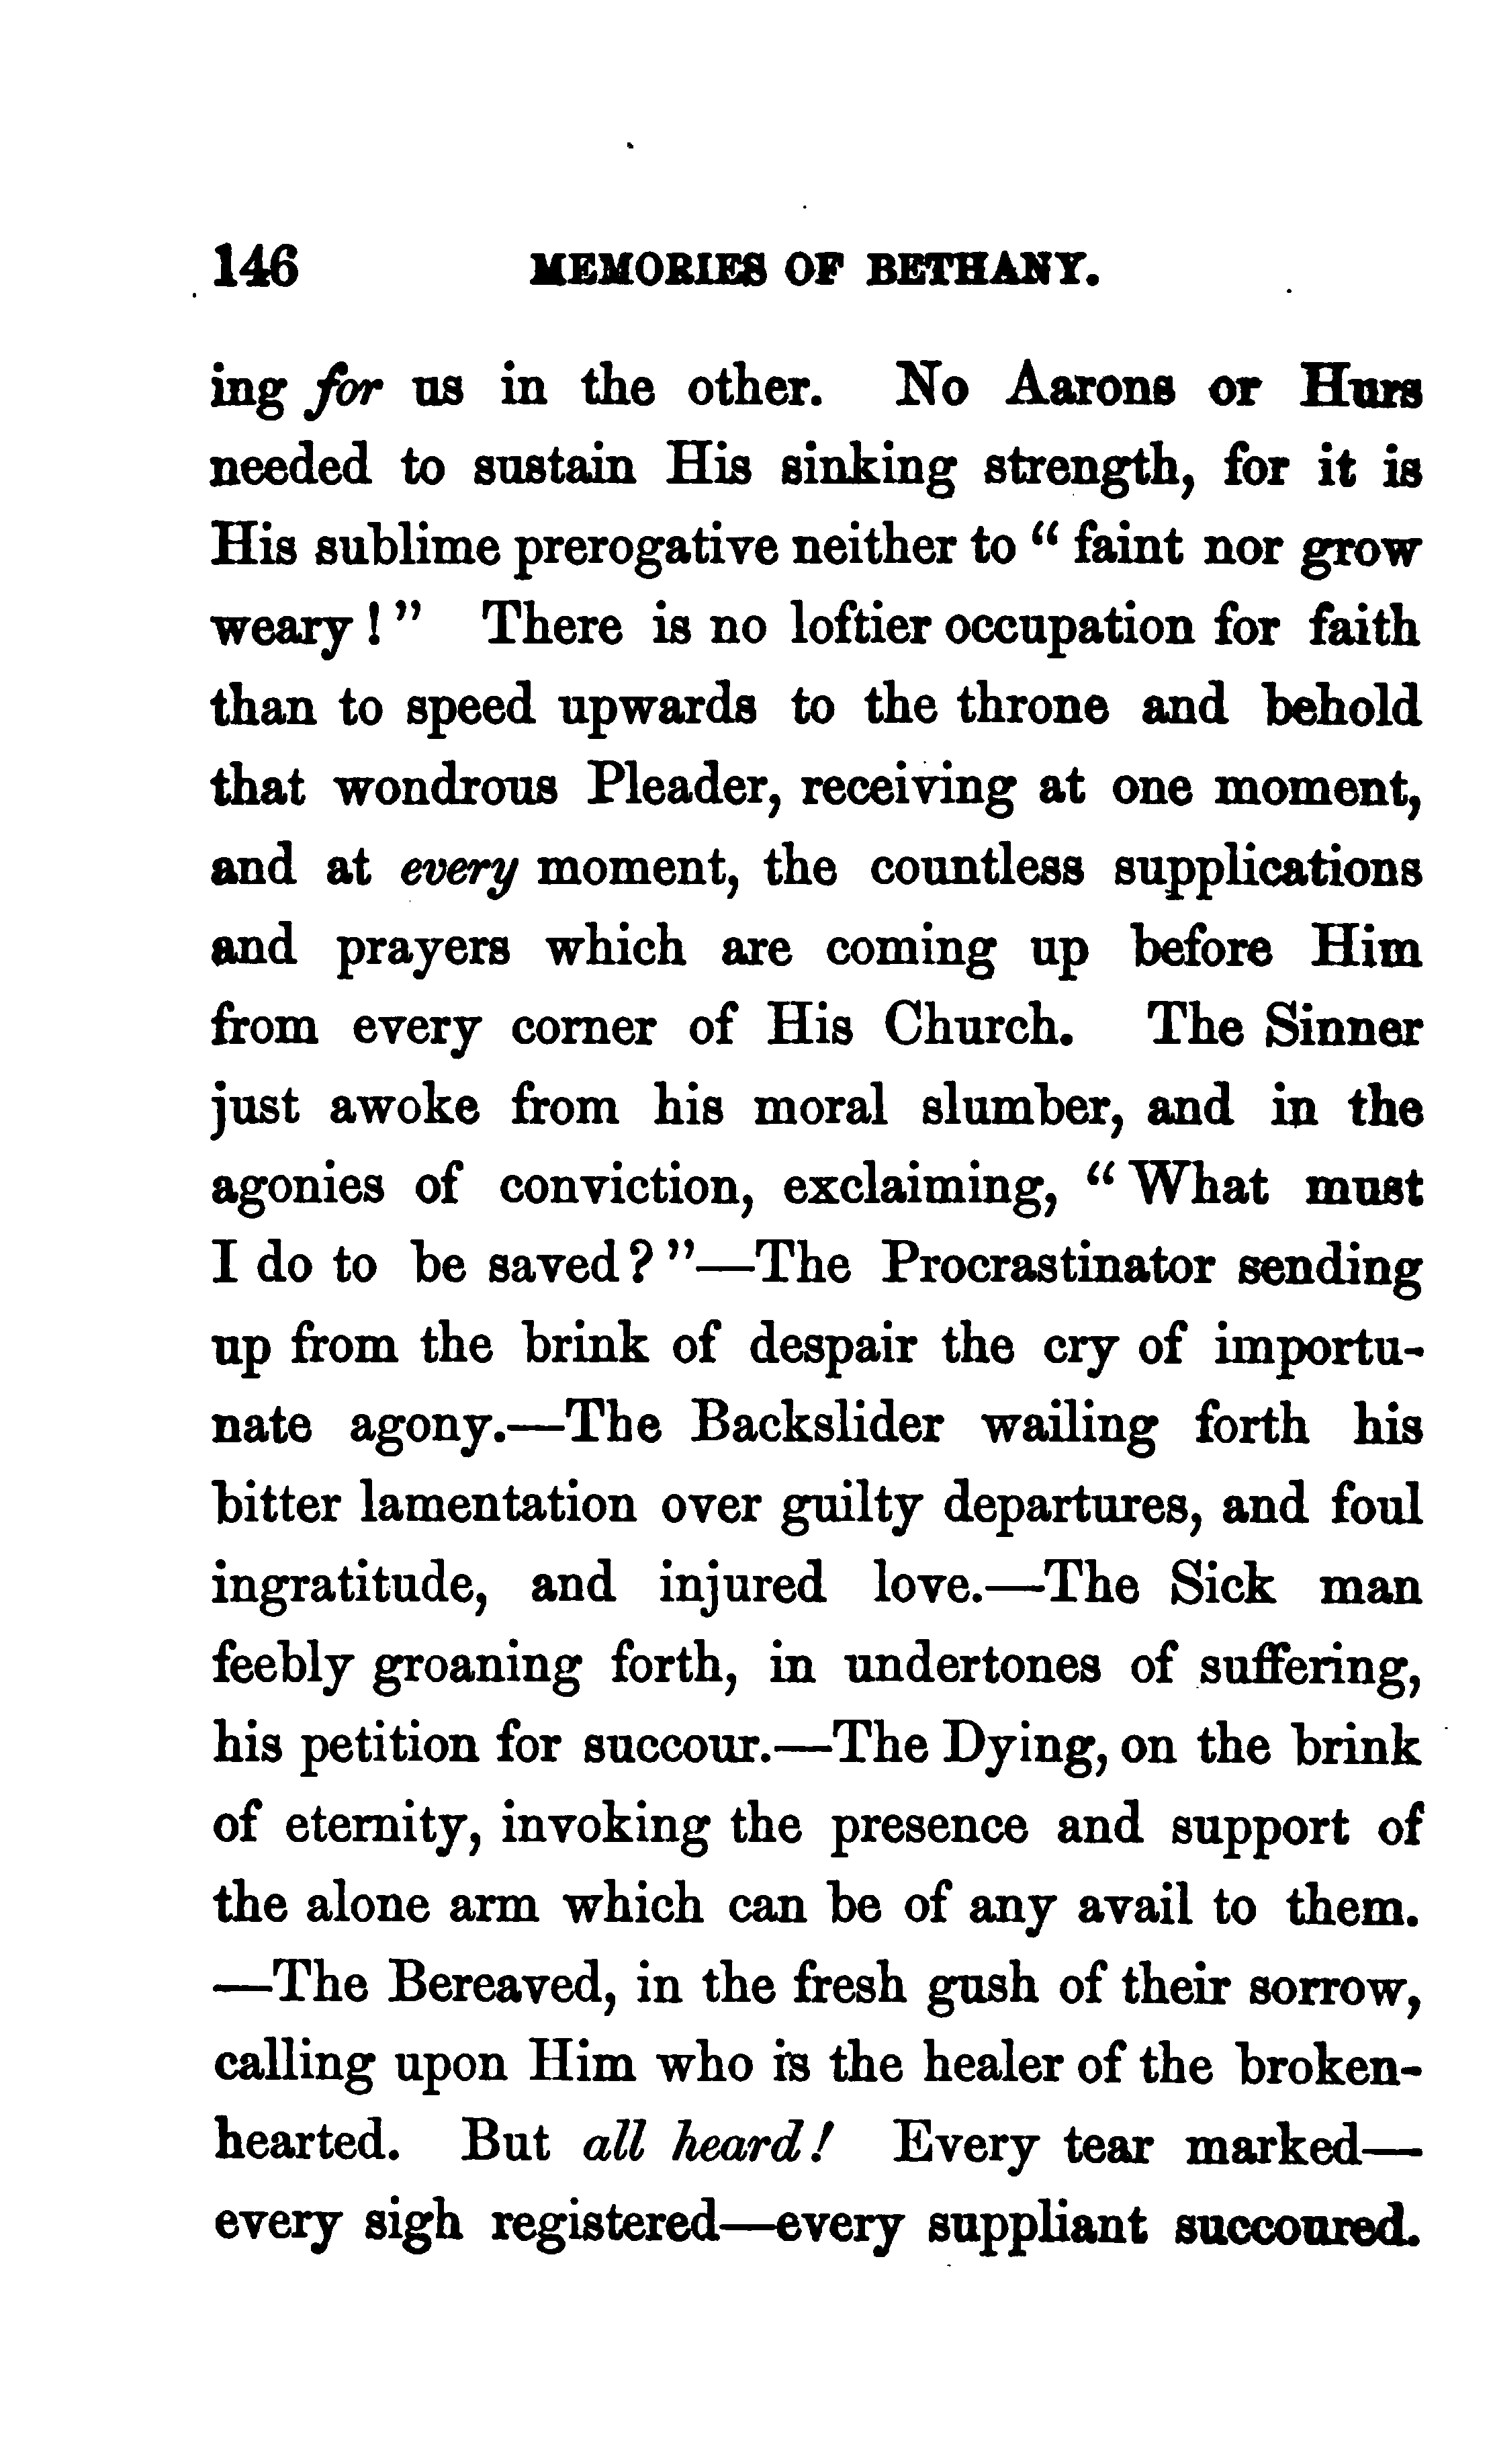 146 MEMORIES OF BETHANY.
ing for us in the other. No Aarons or Hurs
needed to sustain His sinking strength, for it is
His sublime prerogative neither to “ faint nor grow
weary ! ” There is no loftier occupation for faith
than to speed upwards to the throne and behold
that wondrous Pleader, receiving at one moment,
and at every moment, the countless supplications
and prayers which are coming up before Him
from every corner of His Church. The Sinner
just awoke from his moral slumber, and in the
agonies of conviction, exclaiming, “ What must
I do to be saved ? ”—The Procrastinator sending
up from the brink of despair the cry of importu-
nate agony.—The Backslider wailing forth his
bitter lamentation over guilty departures, and foul
ingratitude, and injured love.—The Sick man
feebly groaning forth, in undertones of suffering,
his petition for succour.—The Dying, on the brink
of eternity, invoking the presence and support of
the alone arm which can be of any avail to them.
—The Bereaved, in the fresh gush of their sorrow,
calling upon Him who is the healer of the broken-
hearted. But all heard ! Every tear marked—
every sigh registered—every suppliant succoured.